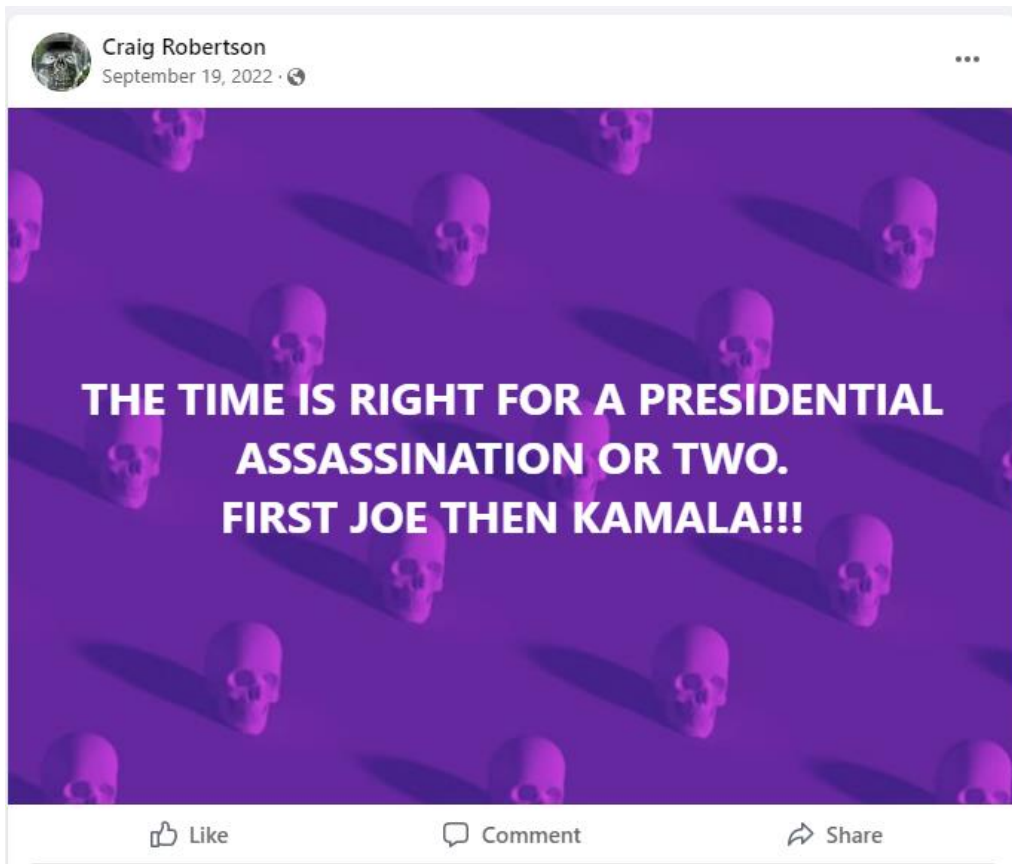 Craig Robertson
September 19, 2022 ·
THE TIME IS RIGHT FOR A PRESIDENTIAL
ASSASSINATION OR TWO.
FIRST JOE THEN KAMALA!!!
Like
Comment
Share